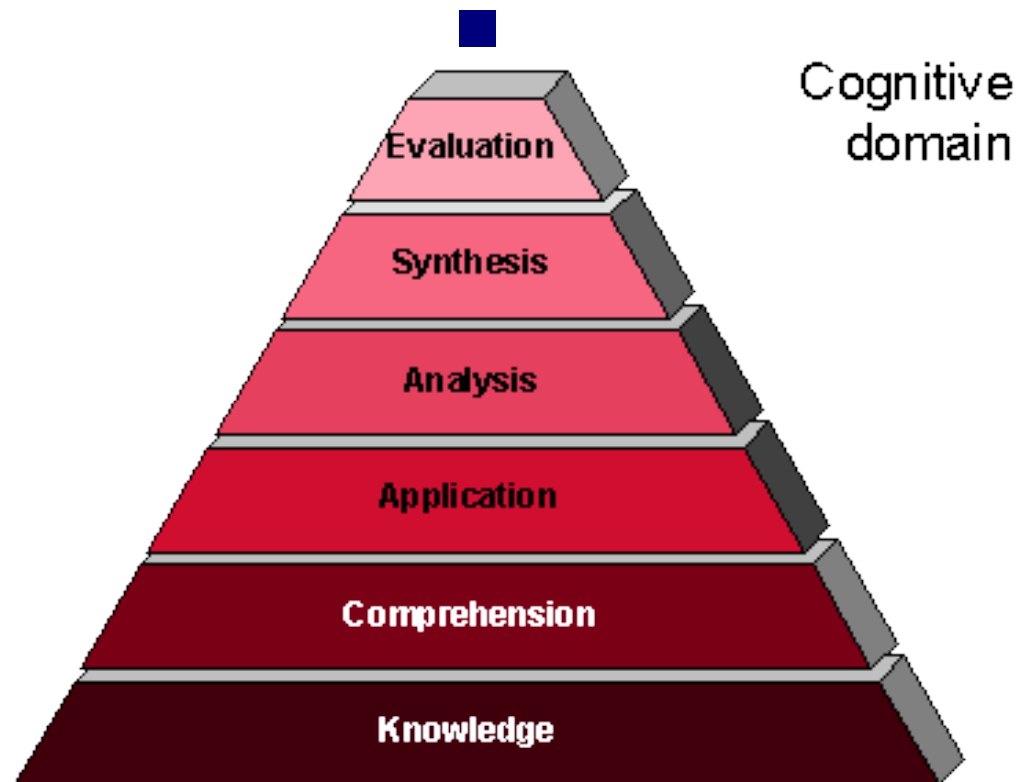 Cognitive
domain
Evaluation
Synthesis
Analysis
Application
Comprehension
Knowledge